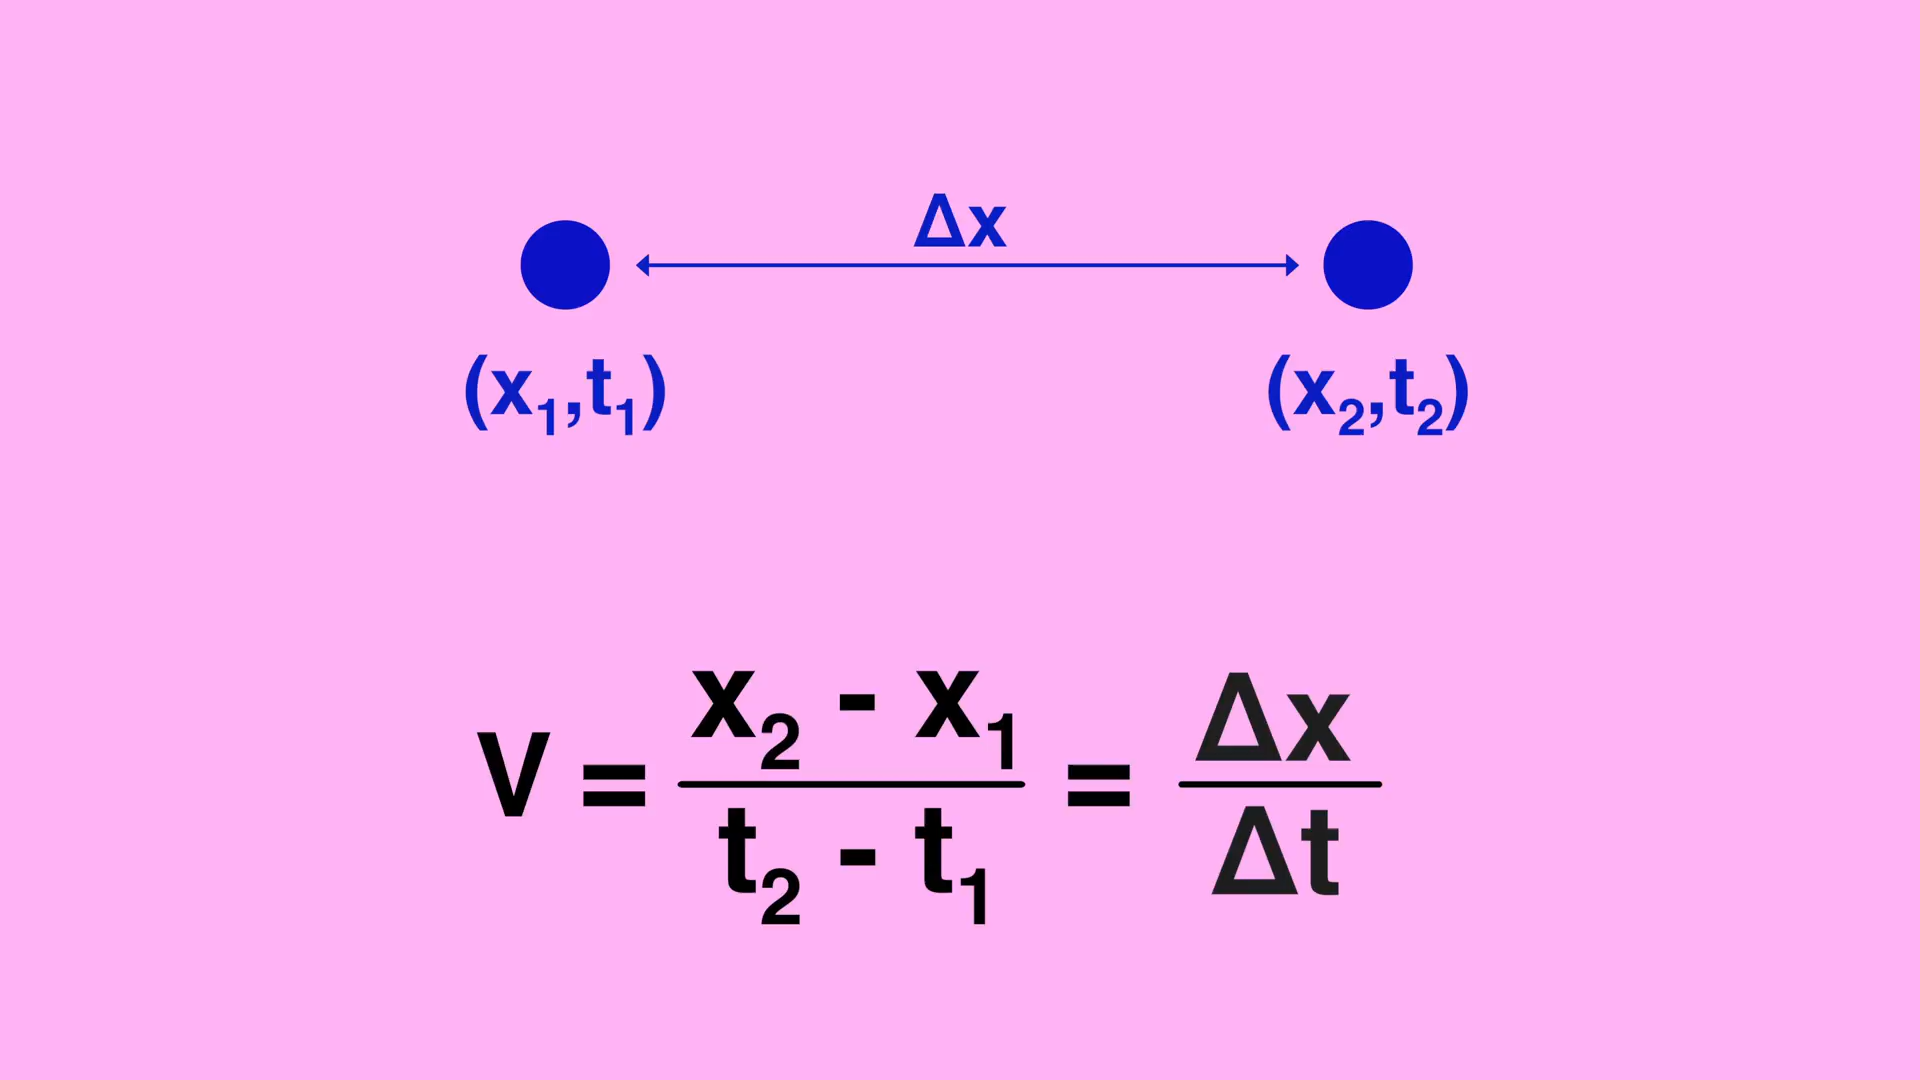 Δx
(x₁,t₁) (x₂,t₂)
V = x₂ - x₁ / t₂ - t₁ = Δx / Δt